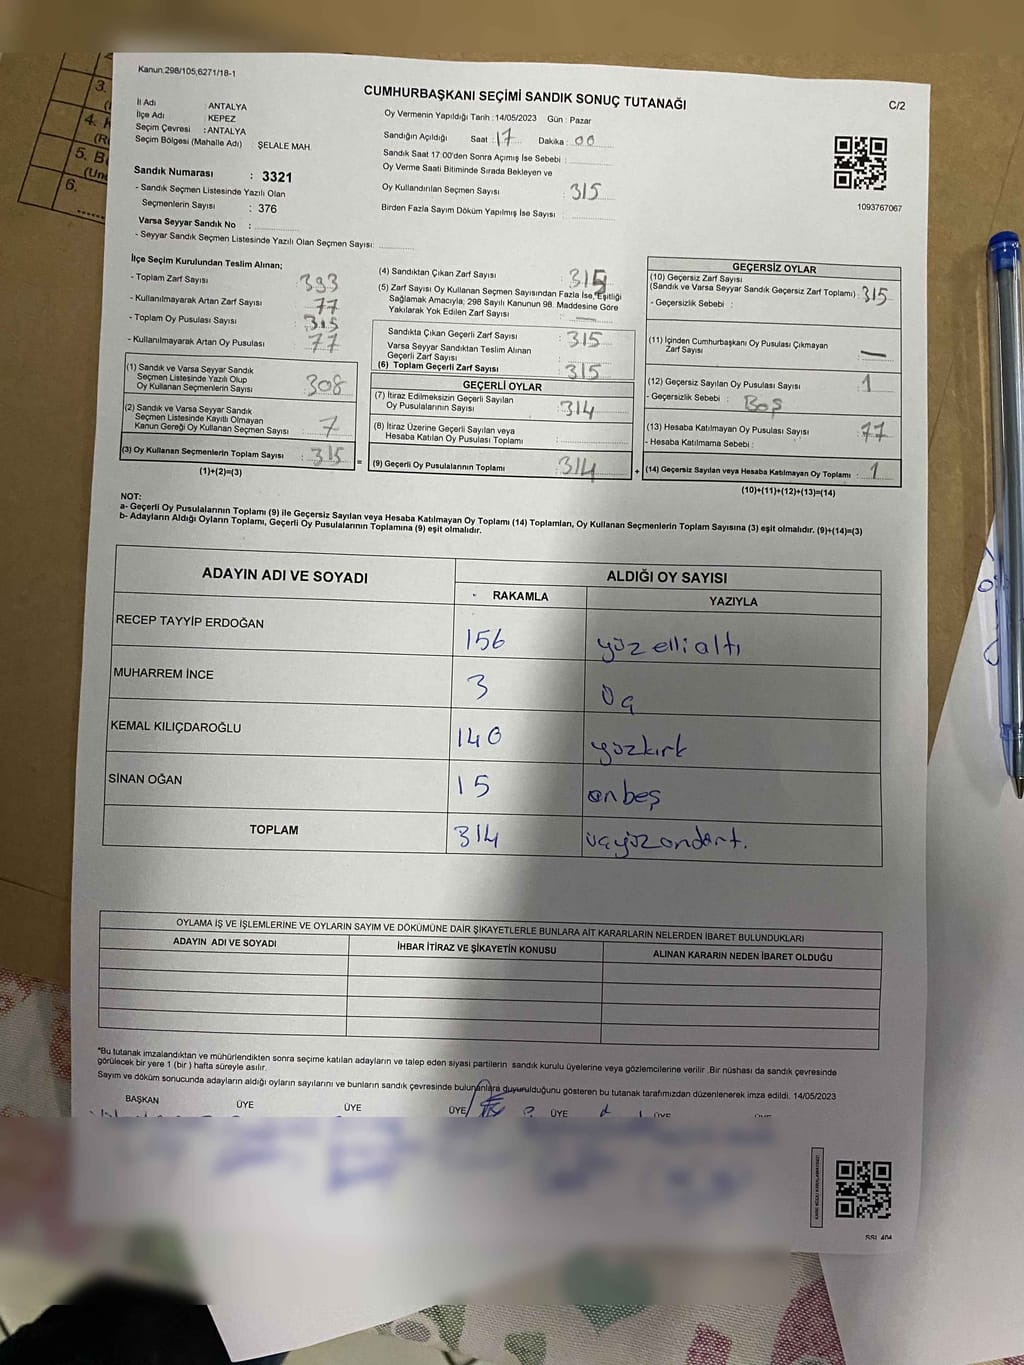 Kanun:298/105,6271/18-1
CUMHURBAŞKANI SEÇİMİ SANDIK SONUÇ TUTANAĞI
C/2
İl Adı : ANTALYA
İlçe Adı : KEPEZ
Seçim Çevresi : ANTALYA
Seçim Bölgesi (Mahalle Adı) : ŞELALE MAH.
Sandık Numarası : 3321
- Sandık Seçmen Listesinde Yazılı Olan
Seçmenlerin Sayısı : 376
Varsa Seyyar Sandık No :
- Seyyar Sandık Seçmen Listesinde Yazılı Olan Seçmen Sayısı:
Oy Vermenin Yapıldığı Tarih :14/05/2023 Gün : Pazar
Sandığın Açıldığı Saat : 17 Dakika : 00
Sandık Saat 17:00'den Sonra Açımış İse Sebebi :
Oy Verme Saati Bitiminde Sırada Bekleyen ve
Oy Kullandırılan Seçmen Sayısı : 315
Birden Fazla Sayım Döküm Yapılmış İse Sayısı :
1093767067
İlçe Seçim Kurulundan Teslim Alınan;
- Toplam Zarf Sayısı : 393
- Kullanılmayarak Artan Zarf Sayısı : 77
- Toplam Oy Pusulası Sayısı : 315
- Kullanılmayarak Artan Oy Pusulası : 77
(1) Sandık ve Varsa Seyyar Sandık
Seçmen Listesinde Yazılı Olup
Oy Kullanan Seçmenlerin Sayısı : 308
(2) Sandık ve Varsa Seyyar Sandık
Seçmen Listesinde Kayıtlı Olmayan
Kanun Gereği Oy Kullanan Seçmen Sayısı : 7
(3) Oy Kullanan Seçmenlerin Toplam Sayısı : 315
(1)+(2)=(3)
(4) Sandıktan Çıkan Zarf Sayısı : 315
(5) Zarf Sayısı Oy Kullanan Seçmen Sayısından Fazla İse, Eşitliği
Sağlamak Amacıyla; 298 Sayılı Kanunun 98. Maddesine Göre
Yakılarak Yok Edilen Zarf Sayısı : —
Sandıkta Çıkan Geçerli Zarf Sayısı : 315
Varsa Seyyar Sandıktan Teslim Alınan
Geçerli Zarf Sayısı :
(6) Toplam Geçerli Zarf Sayısı : 315
GEÇERLİ OYLAR
(7) İtiraz Edilmeksizin Geçerli Sayılan
Oy Pusulalarının Sayısı : 314
(8) İtiraz Üzerine Geçerli Sayılan veya
Hesaba Katılan Oy Pusulası Toplamı :
= (9) Geçerli Oy Pusulalarının Toplamı : 314
GEÇERSİZ OYLAR
(10) Geçersiz Zarf Sayısı
(Sandık ve Varsa Seyyar Sandık Geçersiz Zarf Toplamı) : 315
- Geçersizlik Sebebi :
(11) İçinden Cumhurbaşkanı Oy Pusulası Çıkmayan
Zarf Sayısı : —
(12) Geçersiz Sayılan Oy Pusulası Sayısı : 1
- Geçersizlik Sebebi : Boş
(13) Hesaba Katılmayan Oy Pusulası Sayısı : 77
- Hesaba Katılmama Sebebi :
+ (14) Geçersiz Sayılan veya Hesaba Katılmayan Oy Toplamı : 1
(10)+(11)+(12)+(13)=(14)
NOT:
a- Geçerli Oy Pusulasının Toplamı (9) ile Geçersiz Sayılan veya Hesaba Katılmayan Oy Toplamı (14) Toplamları, Oy Kullanan Seçmenlerin Toplam Sayısına (3) eşit olmalıdır. (9)+(14)=(3)
b- Adayların Aldığı Oyların Toplamı, Geçerli Oy Pusulalarının Toplamına (9) eşit olmalıdır.
ADAYIN ADI VE SOYADI ALDIĞI OY SAYISI
RAKAMLA YAZIYLA
RECEP TAYYİP ERDOĞAN 156 yüz elli altı
MUHARREM İNCE 3 üç
KEMAL KILIÇDAROĞLU 140 yüzkırk
SİNAN OĞAN 15 onbeş
TOPLAM 314 üçyüzondört.
OYLAMA İŞ VE İŞLEMLERİNE VE OYLARIN SAYIM VE DÖKÜMÜNE DAİR ŞİKAYETLERLE BUNLARA AİT KARARLARIN NELERDEN İBARET BULUNDUKLARI
ADAYIN ADI VE SOYADI İHBAR İTİRAZ VE ŞİKAYETİN KONUSU ALINAN KARARIN NEDEN İBARET OLDUĞU
*Bu tutanak imzalandıktan ve mühürlendikten sonra seçime katılan adayların ve talep eden siyasi partilerin sandık kurulu üyelerine veya gözlemcilerine verilir .Bir nüshası da sandık çevresinde
görülecek bir yere 1 (bir ) hafta süreyle asılır.
Sayım ve döküm sonucunda adayların aldığı oyların sayılarını ve bunların sandık çevresinde bulunanlara duyurulduğunu gösteren bu tutanak tarafımızdan düzenlenerek imza edildi. 14/05/2023
BAŞKAN ÜYE ÜYE ÜYE ÜYE ÜYE